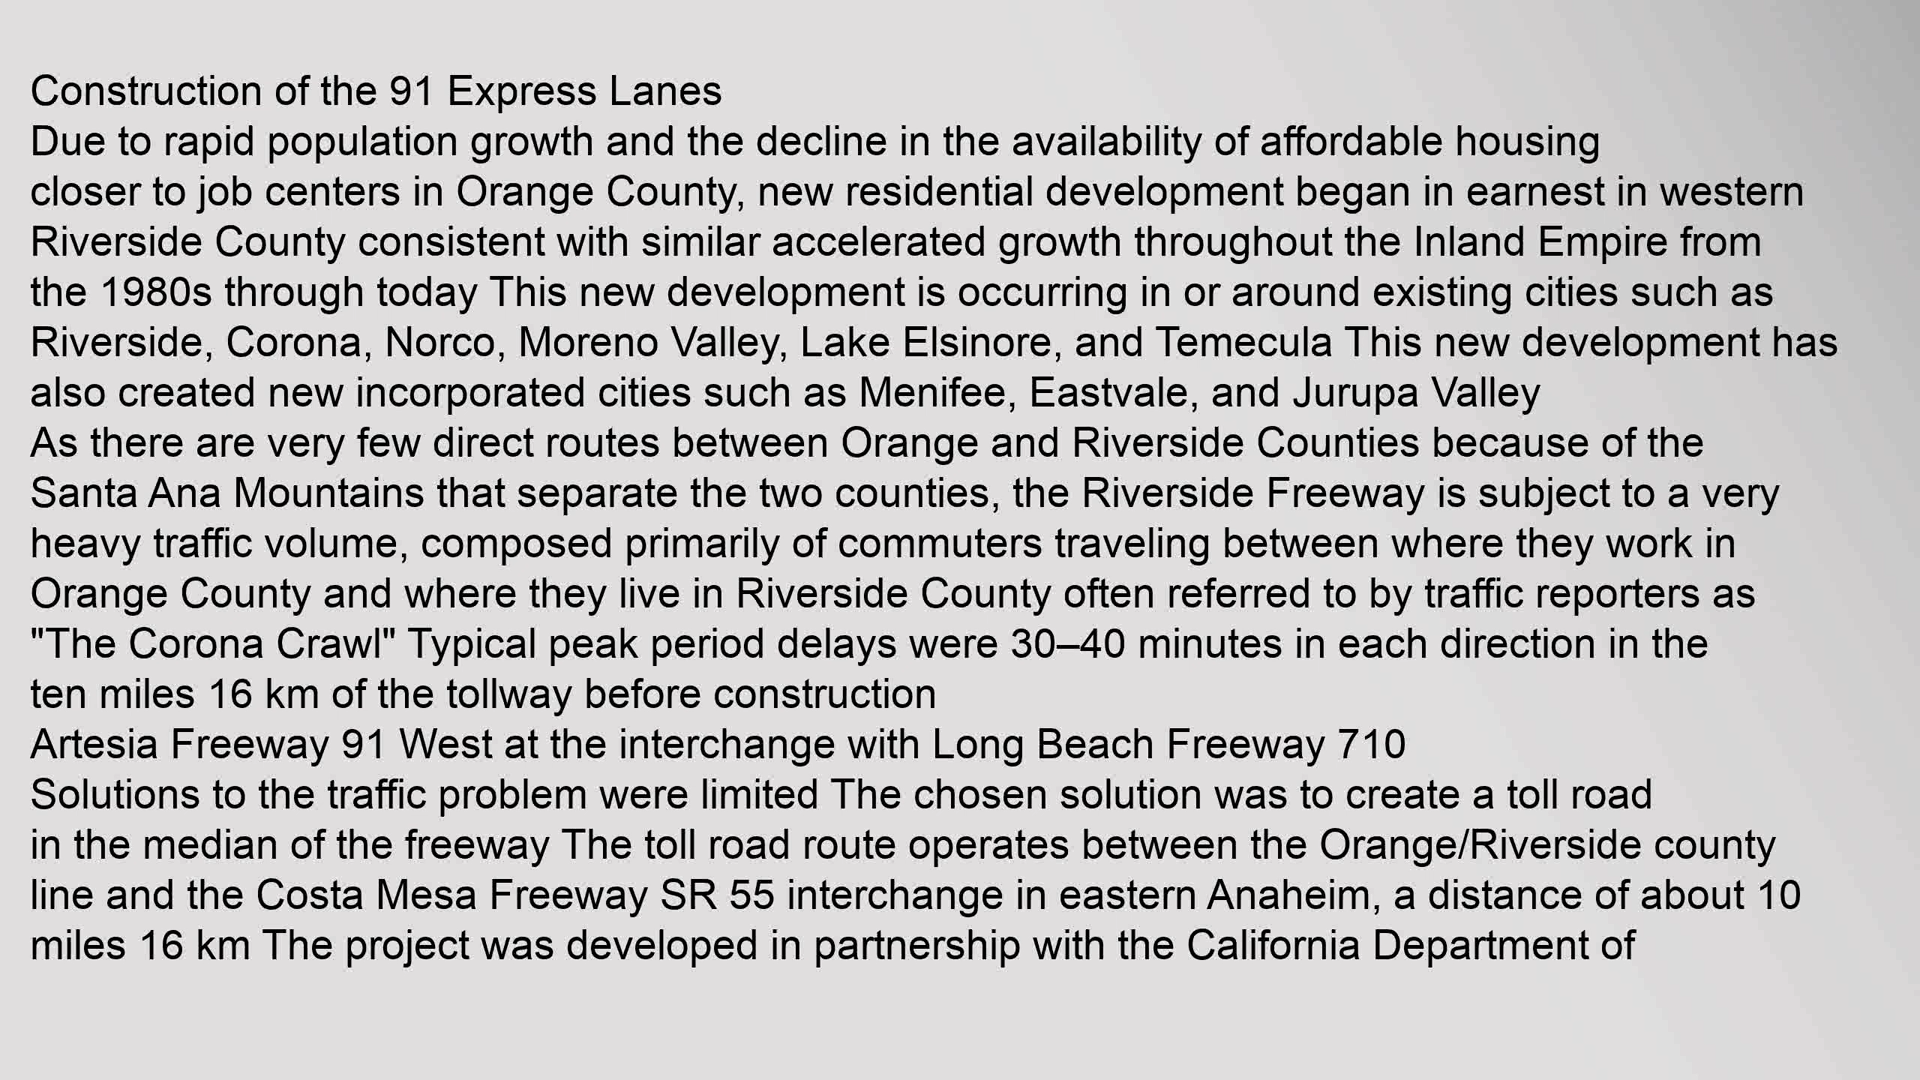 Construction of the 91 Express Lanes
Due to rapid population growth and the decline in the availability of affordable housing
closer to job centers in Orange County, new residential development began in earnest in western
Riverside County consistent with similar accelerated growth throughout the Inland Empire from
the 1980s through today This new development is occurring in or around existing cities such as
Riverside, Corona, Norco, Moreno Valley, Lake Elsinore, and Temecula This new development has
also created new incorporated cities such as Menifee, Eastvale, and Jurupa Valley
As there are very few direct routes between Orange and Riverside Counties because of the
Santa Ana Mountains that separate the two counties, the Riverside Freeway is subject to a very
heavy traffic volume, composed primarily of commuters traveling between where they work in
Orange County and where they live in Riverside County often referred to by traffic reporters as
"The Corona Crawl" Typical peak period delays were 30–40 minutes in each direction in the
ten miles 16 km of the tollway before construction
Artesia Freeway 91 West at the interchange with Long Beach Freeway 710
Solutions to the traffic problem were limited The chosen solution was to create a toll road
in the median of the freeway The toll road route operates between the Orange/Riverside county
line and the Costa Mesa Freeway SR 55 interchange in eastern Anaheim, a distance of about 10
miles 16 km The project was developed in partnership with the California Department of